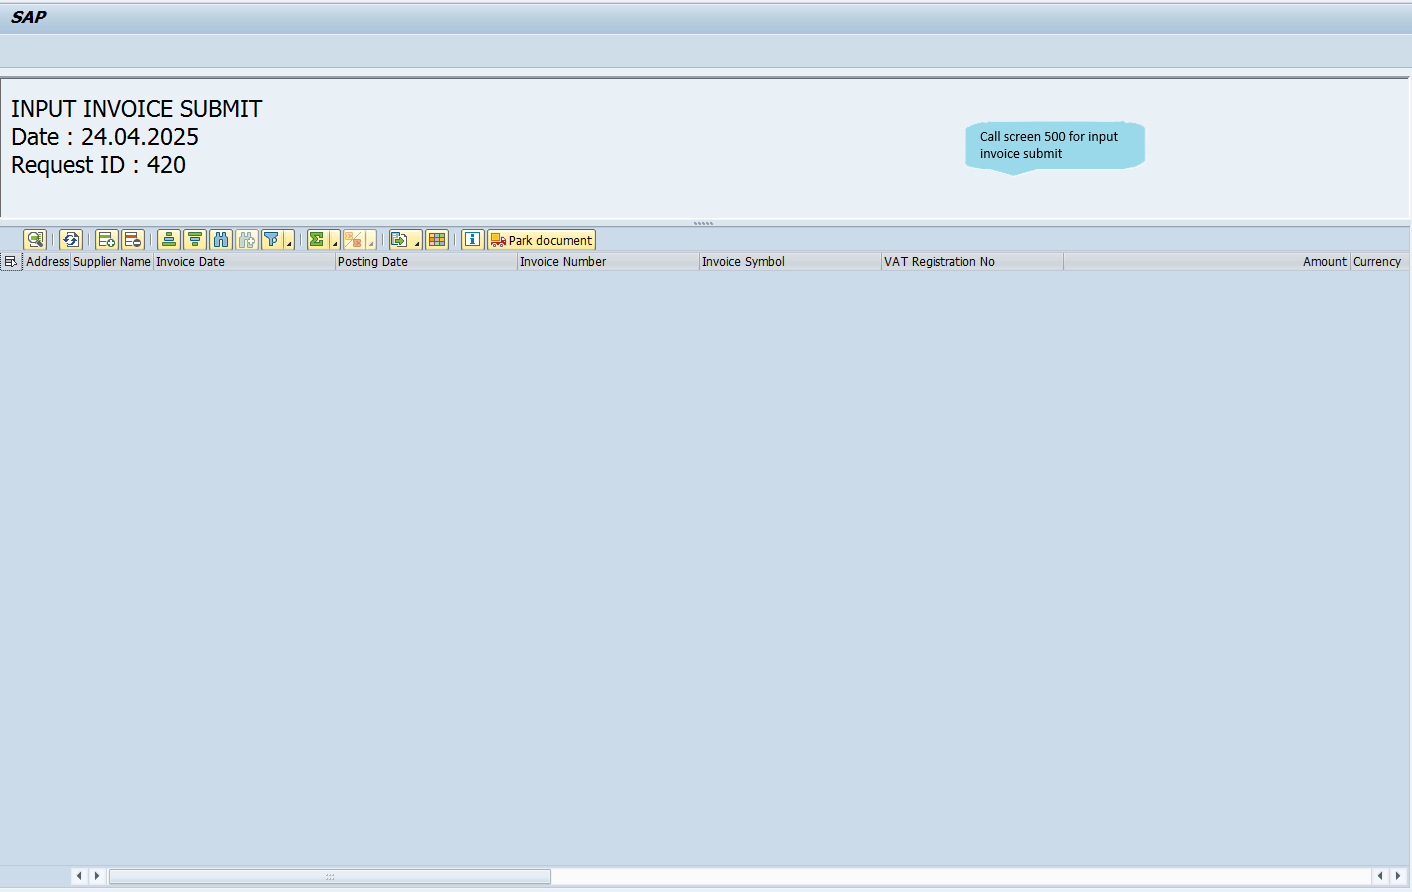 SAP
INPUT INVOICE SUBMIT
Date : 24.04.2025
Request ID : 420
Call screen 500 for input
invoice submit
Park document
Address Supplier Name Invoice Date Posting Date Invoice Number Invoice Symbol VAT Registration No Amount Currency